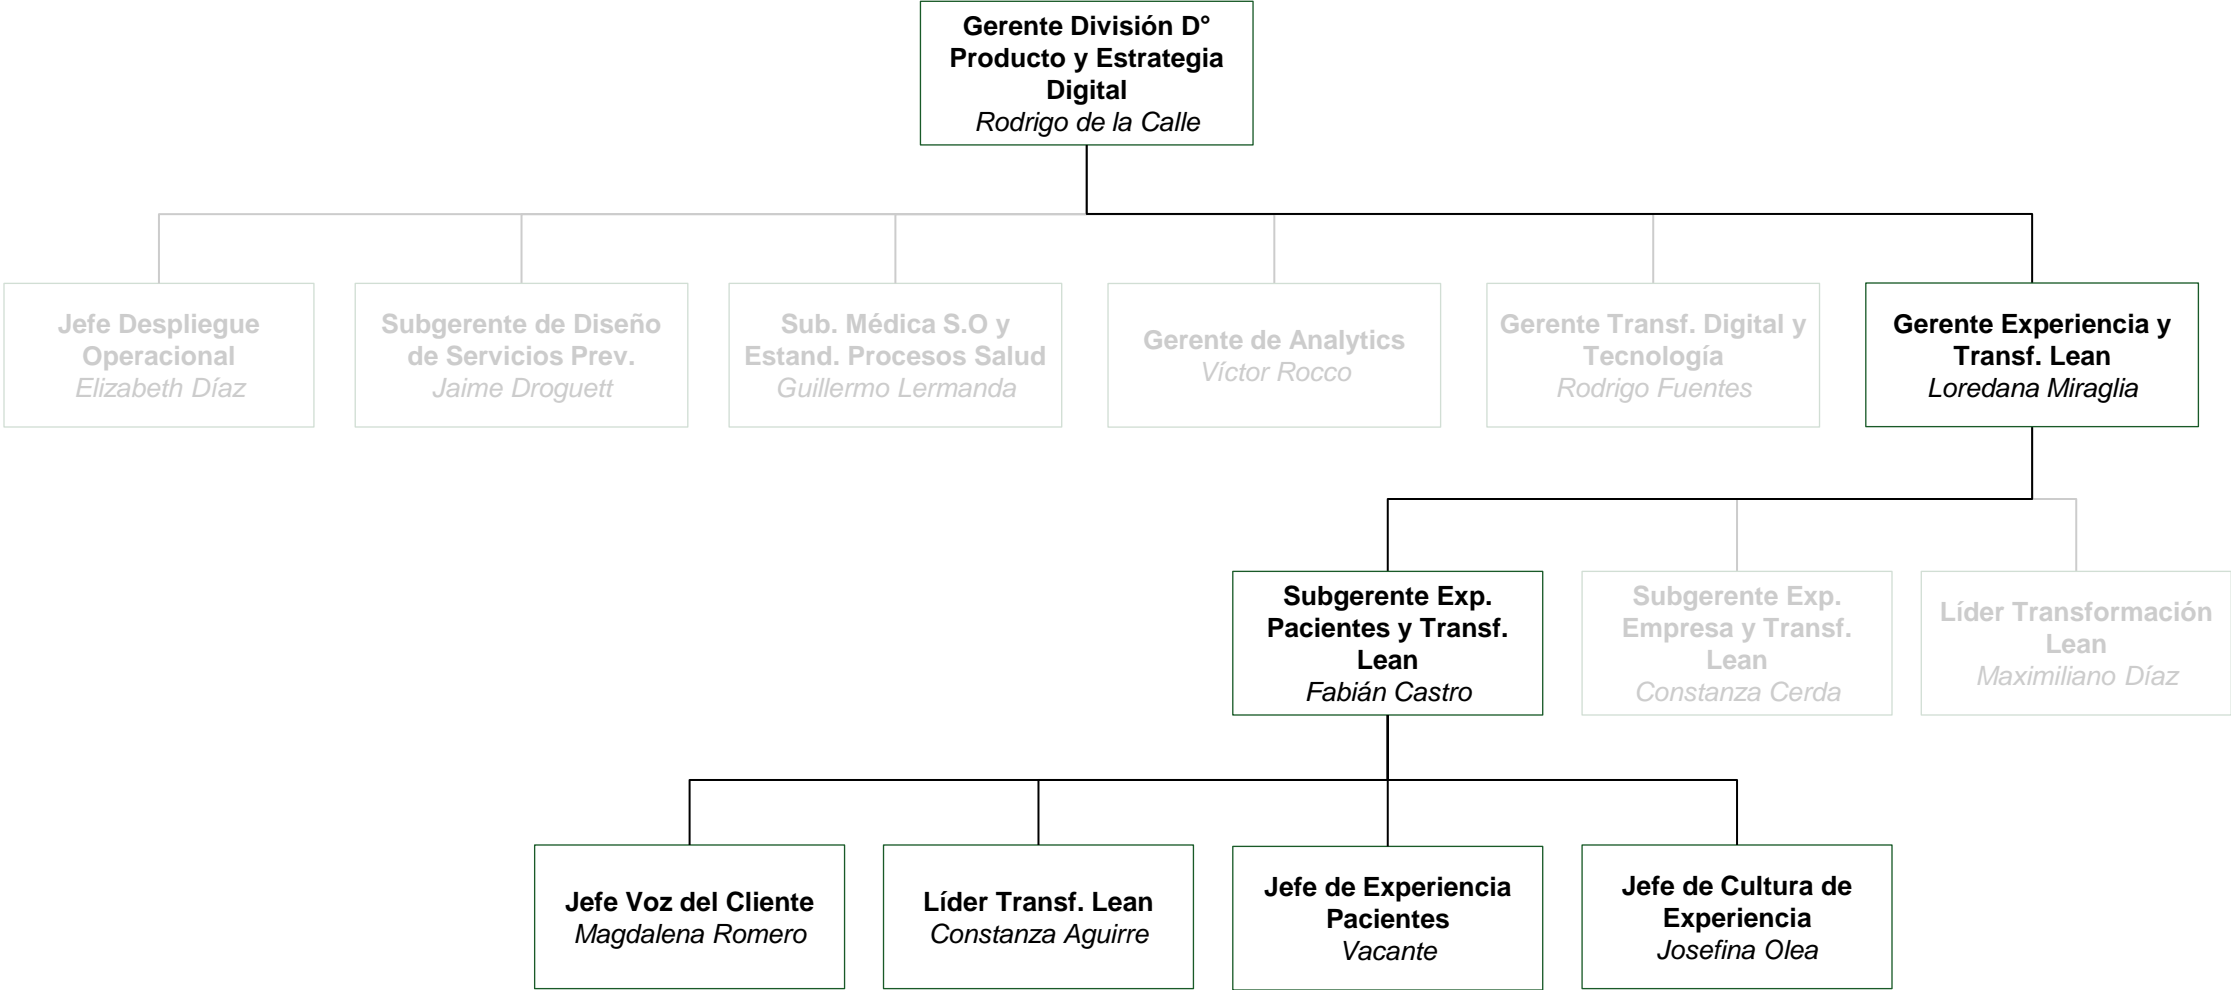 Gerente División D°
Producto y Estrategia
Digital
Rodrigo de la Calle
Jefe Despliegue
Operacional
Elizabeth Díaz
Subgerente de Diseño
de Servicios Prev.
Jaime Droguett
Sub. Médica S.O y
Estand. Procesos Salud
Guillermo Lermanda
Gerente de Analytics
Víctor Rocco
Gerente Transf. Digital y
Tecnología
Rodrigo Fuentes
Gerente Experiencia y
Transf. Lean
Loredana Miraglia
Subgerente Exp.
Pacientes y Transf.
Lean
Fabián Castro
Subgerente Exp.
Empresa y Transf.
Lean
Constanza Cerda
Líder Transformación
Lean
Maximiliano Díaz
Jefe Voz del Cliente
Magdalena Romero
Líder Transf. Lean
Constanza Aguirre
Jefe de Experiencia
Pacientes
Vacante
Jefe de Cultura de
Experiencia
Josefina Olea